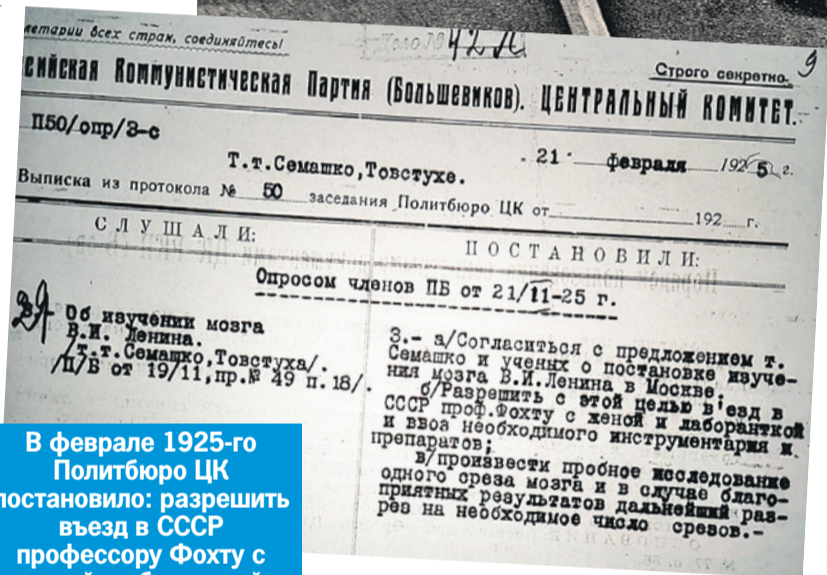 летарии всех стран, соединяйтесь!
Дело № 42 Л
9
Строго секретно.
сийская Коммунистическая Партия (Большевиков). ЦЕНТРАЛЬНЫЙ КОМИТЕТ.
П50/опр/3-с
21 февраля 1925 г.
Т.т.Семашко,Товстухе.
Выписка из протокола № 50 заседания Политбюро ЦК от 192 г.
СЛУШАЛИ:
ПОСТАНОВИЛИ:
Опросом членов ПБ от 21/11-25 г.
Об изучении мозга
В.И. Ленина.
/т.т.Семашко,Товстуха/.
/П/Б от 19/11,пр.№ 49 п.18/.
3.- а/Согласиться с предложением т.
Семашко и ученых о постановке изуче-
ния мозга В.И.Ленина в Москве;
б/Разрешить с этой целью в'езд в
СССР проф.Фохту с женой и лаборанткой
и ввоз необходимого инструментария и
препаратов;
в/произвести пробное исследование
одного среза мозга и в случае благо-
приятных результатов дальнейший раз-
рез на необходимое число срезов.-
В феврале 1925-го
Политбюро ЦК
постановило: разрешить
въезд в СССР
профессору Фохту с